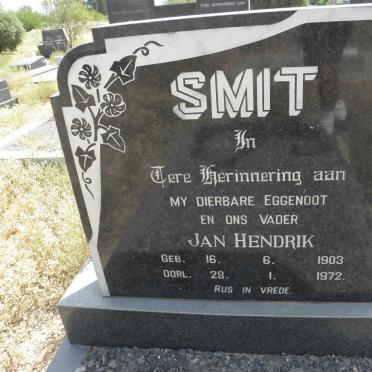 SMIT
In
Tere Herinnering aan
MY DIERBARE EGGENOOT
EN ONS VADER
JAN HENDRIK
GEB. 16. 6. 1903
OORL. 28. 1. 1972.
RUS IN VREDE.